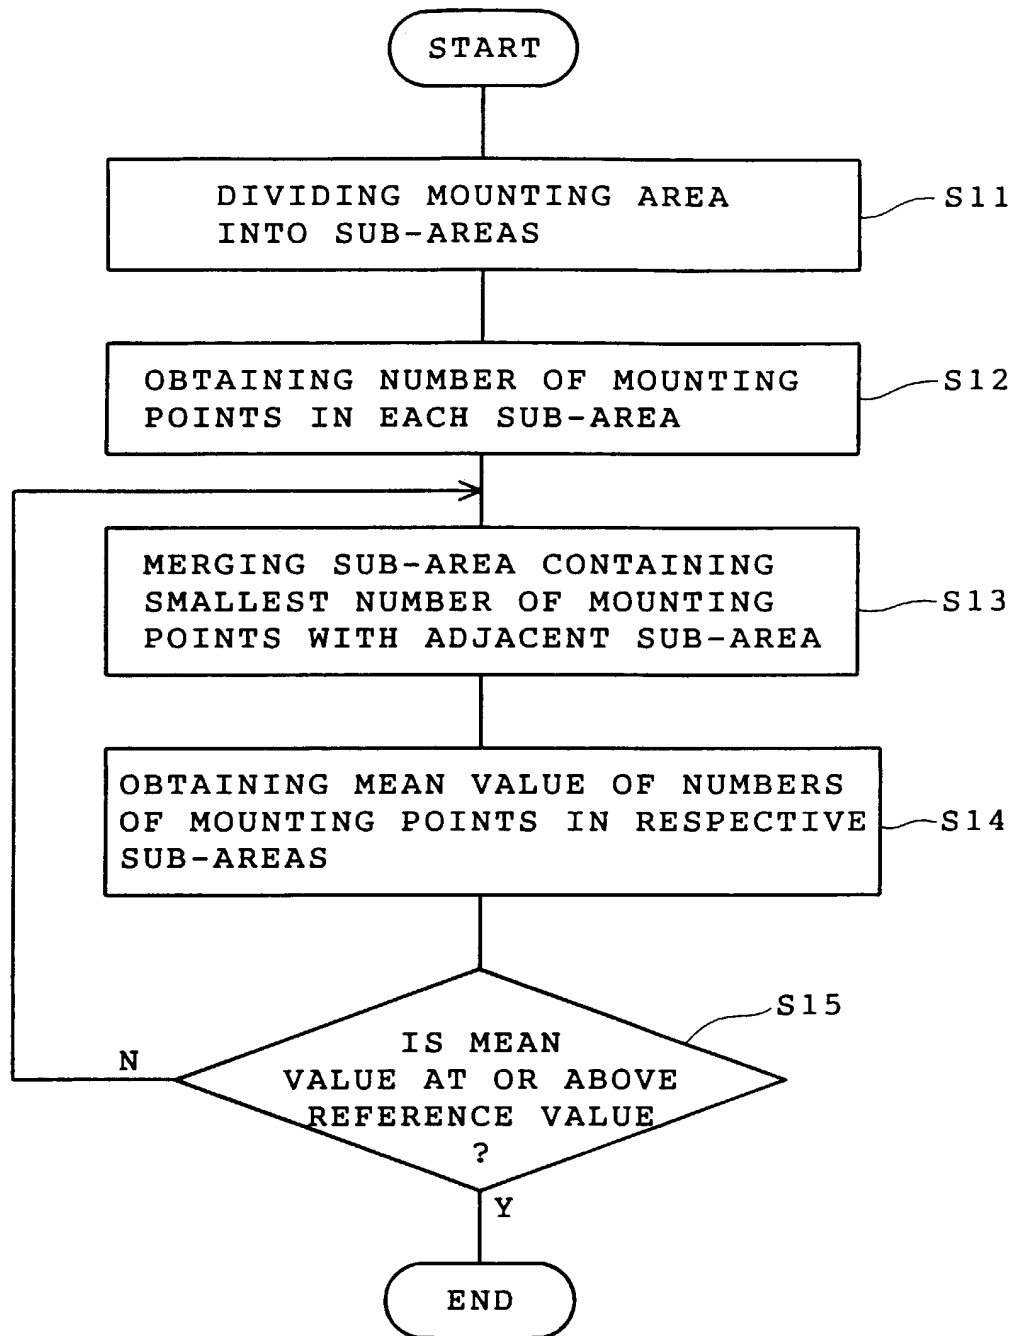 START
DIVIDING MOUNTING AREA
INTO SUB-AREAS
S11
OBTAINING NUMBER OF MOUNTING
POINTS IN EACH SUB-AREA
S12
MERGING SUB-AREA CONTAINING
SMALLEST NUMBER OF MOUNTING
POINTS WITH ADJACENT SUB-AREA
S13
OBTAINING MEAN VALUE OF NUMBERS
OF MOUNTING POINTS IN RESPECTIVE
SUB-AREAS
S14
S15
IS MEAN
VALUE AT OR ABOVE
REFERENCE VALUE
?
N
Y
END